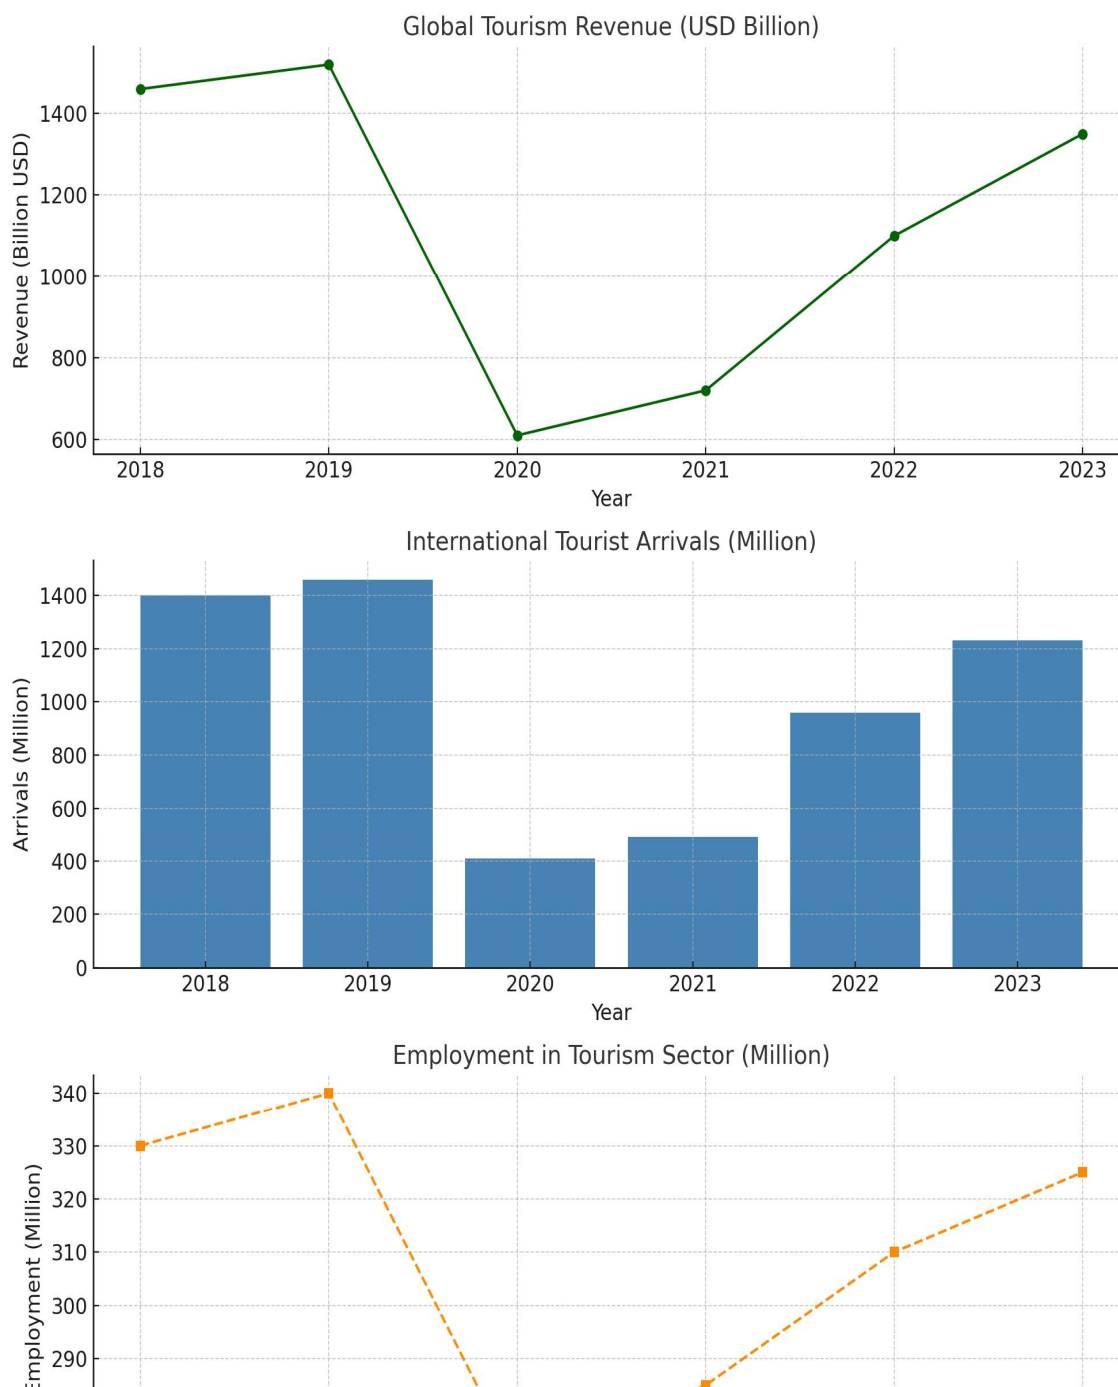 Global Tourism Revenue (USD Billion)
Revenue (Billion USD)
1400
1200
1000
800
600
2018 2019 2020 2021 2022 2023
Year
International Tourist Arrivals (Million)
Arrivals (Million)
1400
1200
1000
800
600
400
200
0
2018 2019 2020 2021 2022 2023
Year
Employment in Tourism Sector (Million)
Employment (Million)
340
330
320
310
300
290